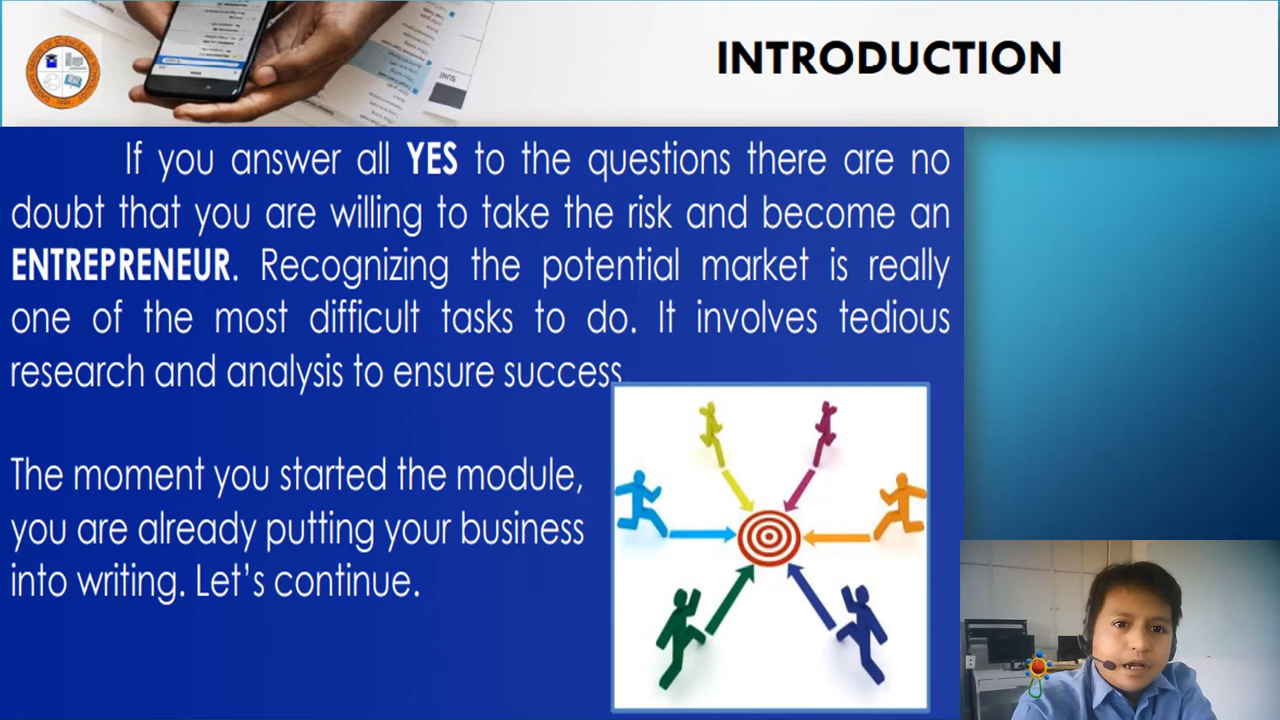 INTRODUCTION
If you answer all YES to the questions there are no
doubt that you are willing to take the risk and become an
ENTREPRENEUR. Recognizing the potential market is really
one of the most difficult tasks to do. It involves tedious
research and analysis to ensure success
The moment you started the module,
you are already putting your business
into writing. Let's continue.